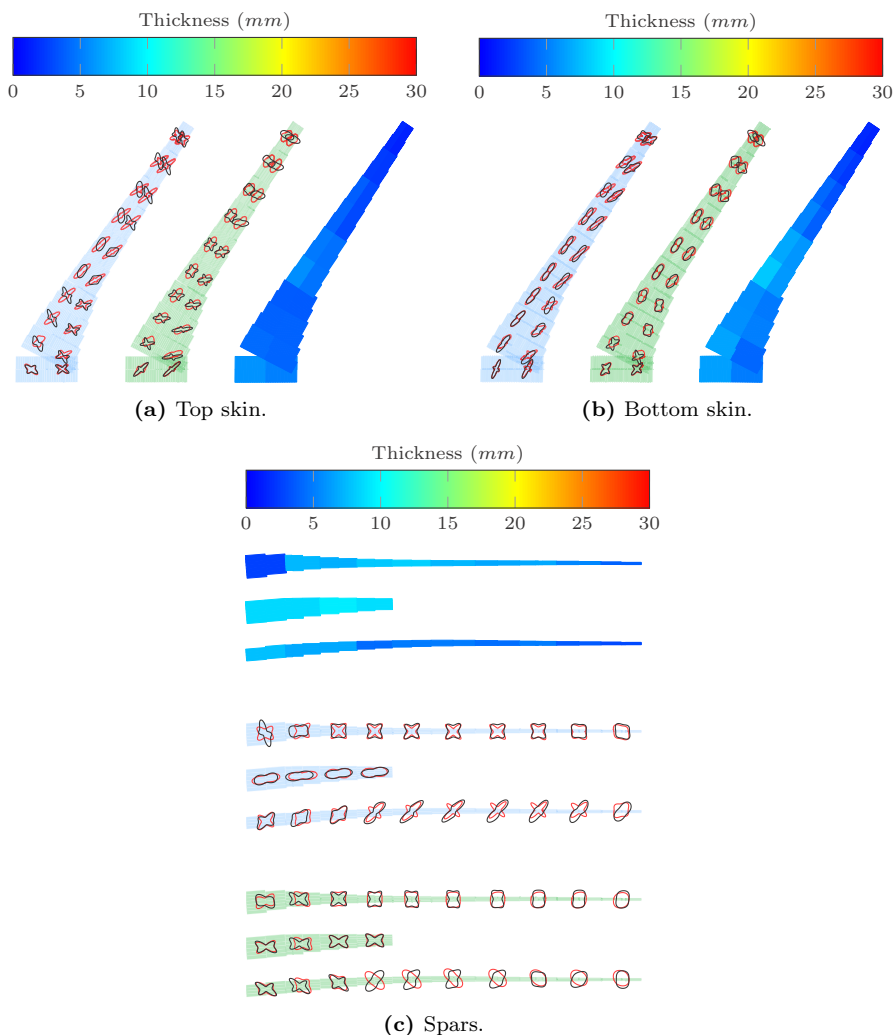 Thickness (mm) Thickness (mm)
0 5 10 15 20 25 30 0 5 10 15 20 25 30
(a) Top skin. (b) Bottom skin.
Thickness (mm)
0 5 10 15 20 25 30
(c) Spars.